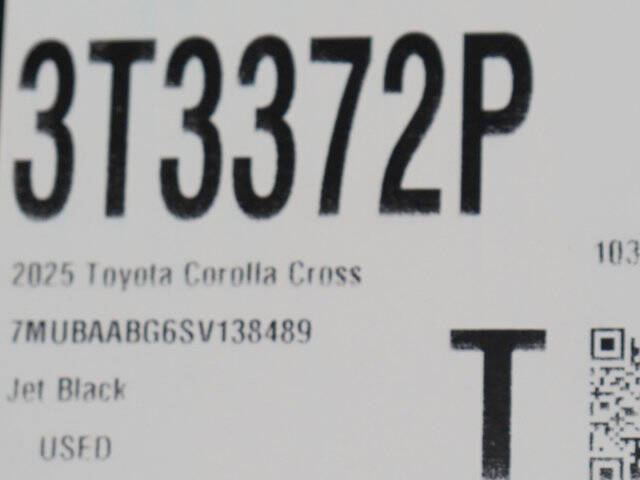 3T3372P
2025 Toyota Corolla Cross
103
7MUBAABG6SV138489
Jet Black
T
USED